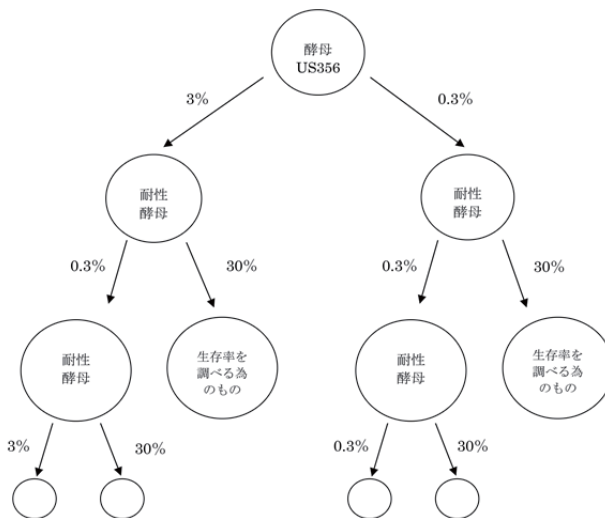 酵母
US356
3%
0.3%
耐性
酵母
耐性
酵母
0.3%
30%
0.3%
30%
耐性
酵母
生存率を
調べる為
のもの
耐性
酵母
生存率を
調べる為
のもの
3%
30%
0.3%
30%